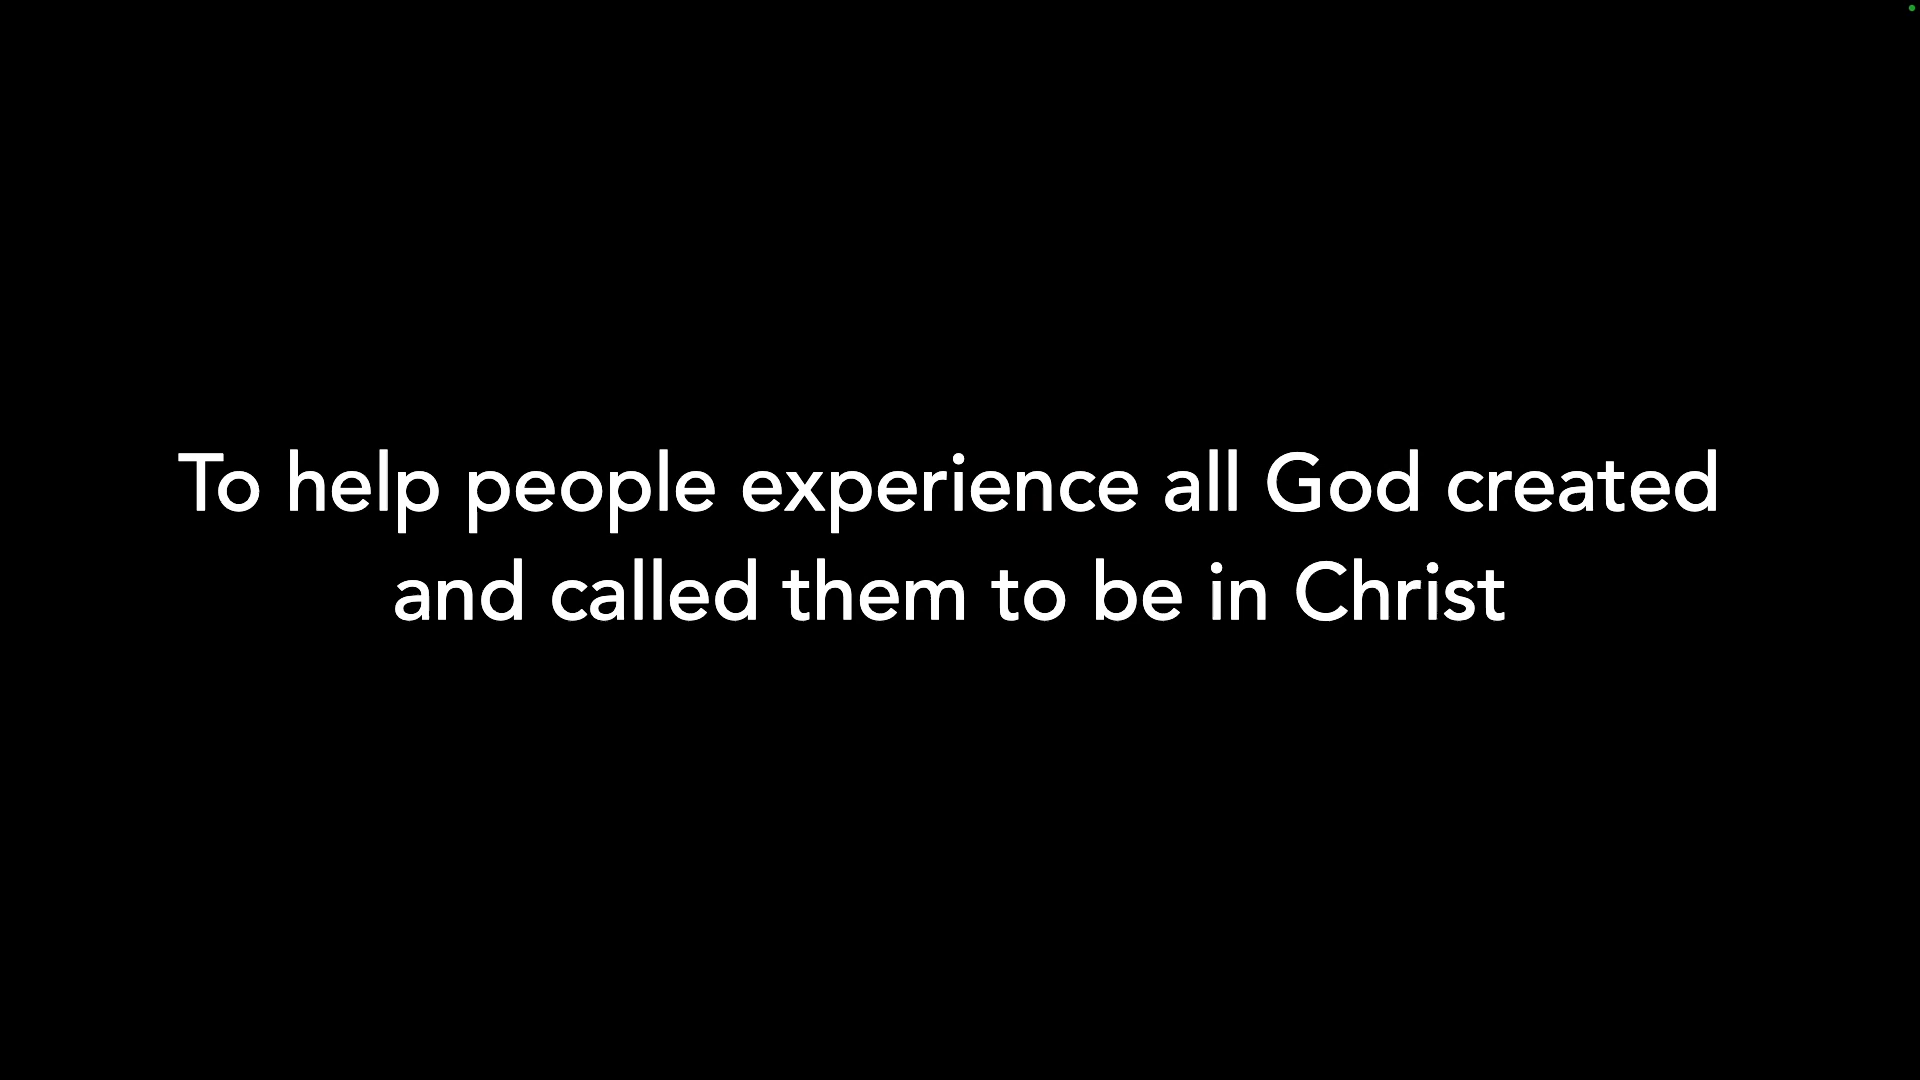 To help people experience all God created
and called them to be in Christ